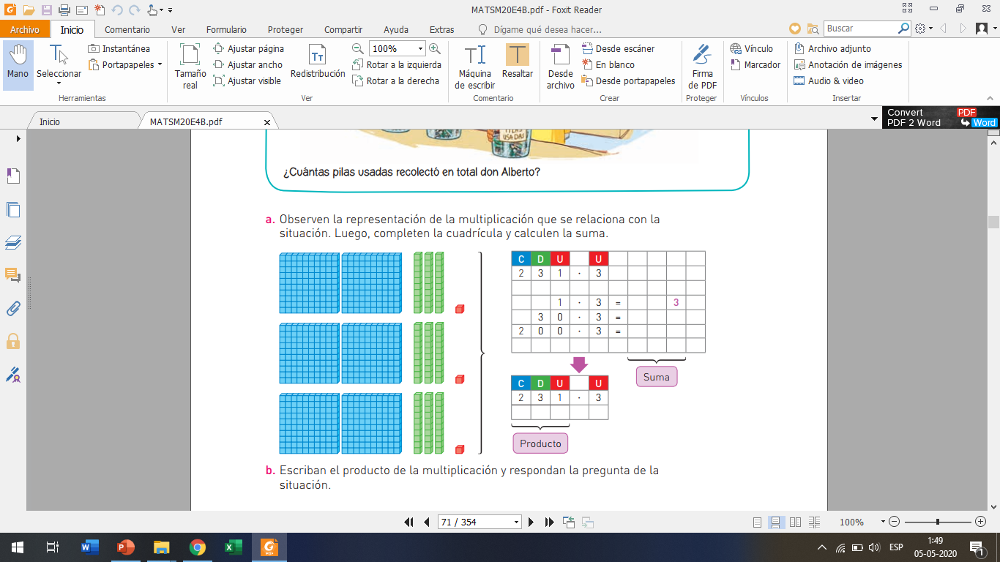 MATSM20E4B.pdf - Foxit Reader
Archivo Inicio Comentario Ver Formulario Proteger Compartir Ayuda Extras Dígame qué desea hacer... Buscar
Mano
Seleccionar
Instantánea
Portapapeles
Herramientas
Tamaño real
Ajustar página
Ajustar ancho
Ajustar visible
Redistribución
100%
Rotar a la izquierda
Rotar a la derecha
Ver
Máquina de escribir
Resaltar
Comentario
Desde archivo
Desde escáner
En blanco
Desde portapapeles
Crear
Firma de PDF
Proteger
Vínculo
Marcador
Vínculos
Archivo adjunto
Anotación de imágenes
Audio & video
Insertar
Inicio MATSM20E4B.pdf
Convert PDF
PDF 2 Word Word
USADAS
¿Cuántas pilas usadas recolectó en total don Alberto?
a. Observen la representación de la multiplicación que se relaciona con la
situación. Luego, completen la cuadrícula y calculen la suma.
C D U U
2 3 1 · 3
1 · 3 = 3
3 0 · 3 =
2 0 0 · 3 =
Suma
C D U U
2 3 1 · 3
Producto
b. Escriban el producto de la multiplicación y respondan la pregunta de la
situación.
71 / 354
100%
PDF
ESP
1:49
05-05-2020
1